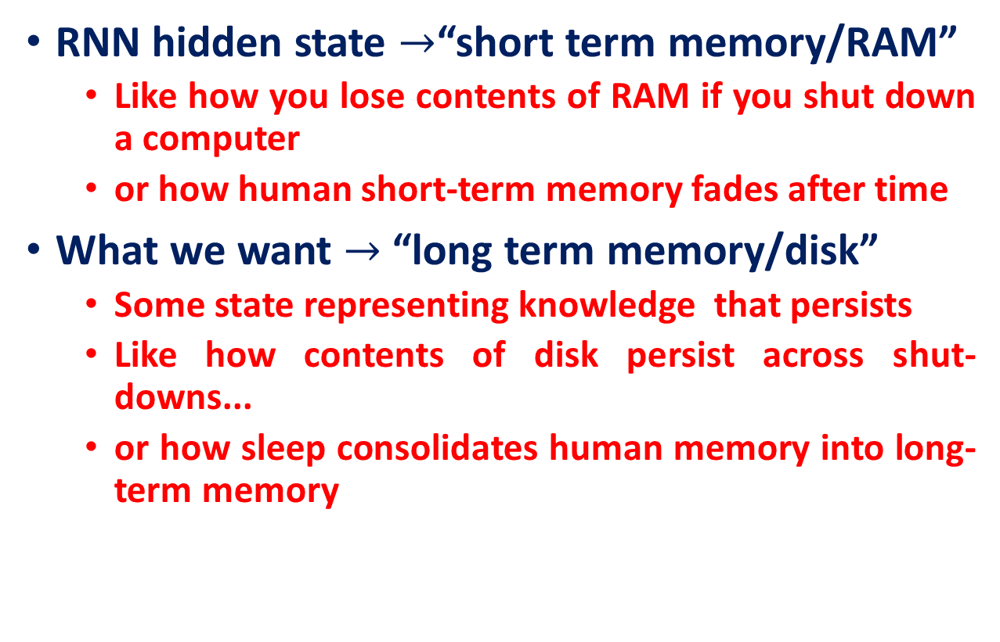 • RNN hidden state →“short term memory/RAM”
• Like how you lose contents of RAM if you shut down
a computer
• or how human short-term memory fades after time
• What we want → “long term memory/disk”
• Some state representing knowledge  that persists
• Like how contents of disk persist across shut-
downs...
• or how sleep consolidates human memory into long-
term memory